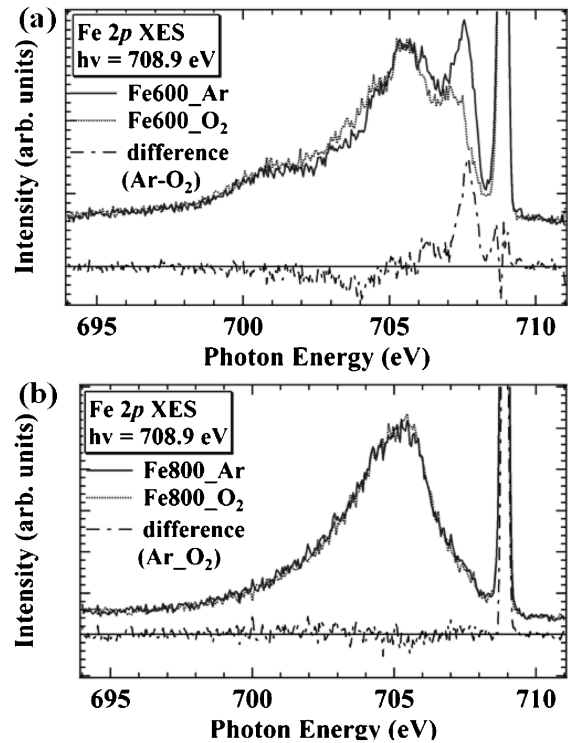 (a)
Fe 2p XES
hν = 708.9 eV
Fe600_Ar
Fe600_O₂
difference
(Ar-O₂)
Intensity (arb. units)
695 700 705 710
Photon Energy (eV)
(b)
Fe 2p XES
hν = 708.9 eV
Fe800_Ar
Fe800_O₂
difference
(Ar_O₂)
Intensity (arb. units)
695 700 705 710
Photon Energy (eV)